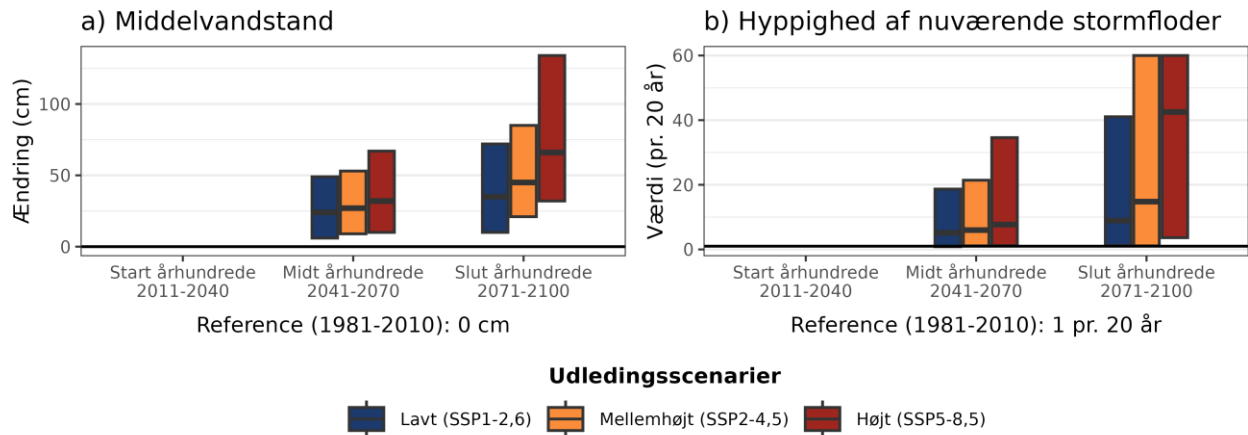 a) Middelvandstand
Ændring (cm)
100
50
0
Start århundrede
2011-2040
Midt århundrede
2041-2070
Slut århundrede
2071-2100
Reference (1981-2010): 0 cm
b) Hyppighed af nuværende stormfloder
Værdi (pr. 20 år)
60
40
20
0
Start århundrede
2011-2040
Midt århundrede
2041-2070
Slut århundrede
2071-2100
Reference (1981-2010): 1 pr. 20 år
Udledingsscenarier
Lavt (SSP1-2,6)
Mellemhøjt (SSP2-4,5)
Højt (SSP5-8,5)